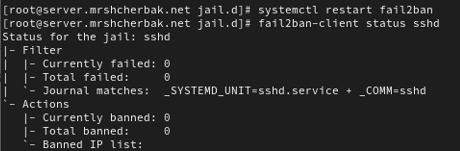 [root@server.mrshcherbak.net jail.d]# systemctl restart fail2ban
[root@server.mrshcherbak.net jail.d]# fail2ban-client status sshd
Status for the jail: sshd
|- Filter
|  |- Currently failed: 0
|  |- Total failed:     0
|  `- Journal matches:  _SYSTEMD_UNIT=sshd.service + _COMM=sshd
`- Actions
   |- Currently banned: 0
   |- Total banned:     0
   `- Banned IP list: